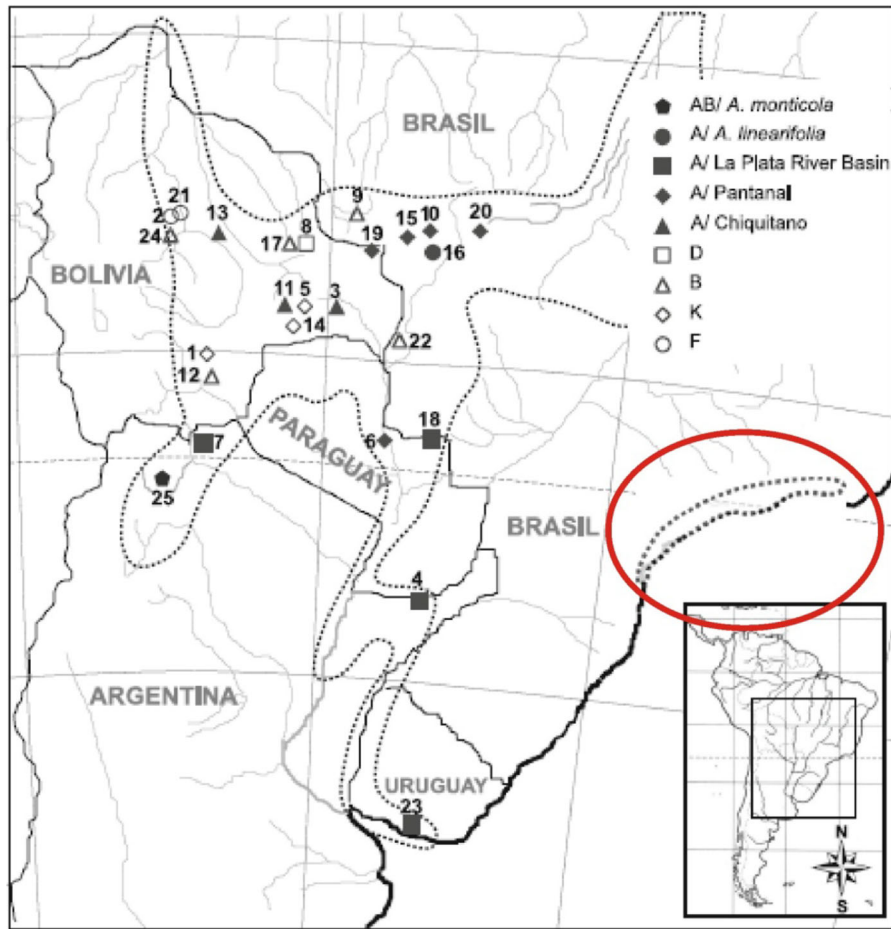 BRASIL
AB/ A. monticola
A/ A. linearifolia
A/ La Plata River Basin
A/ Pantanal
A/ Chiquitano
D
B
K
F
21
2
24
13
9
8
17
15
10
20
19
16
BOLIVIA
11
5
3
14
22
1
12
PARAGUAY
7
6
18
25
BRASIL
4
ARGENTINA
URUGUAY
23
N
S